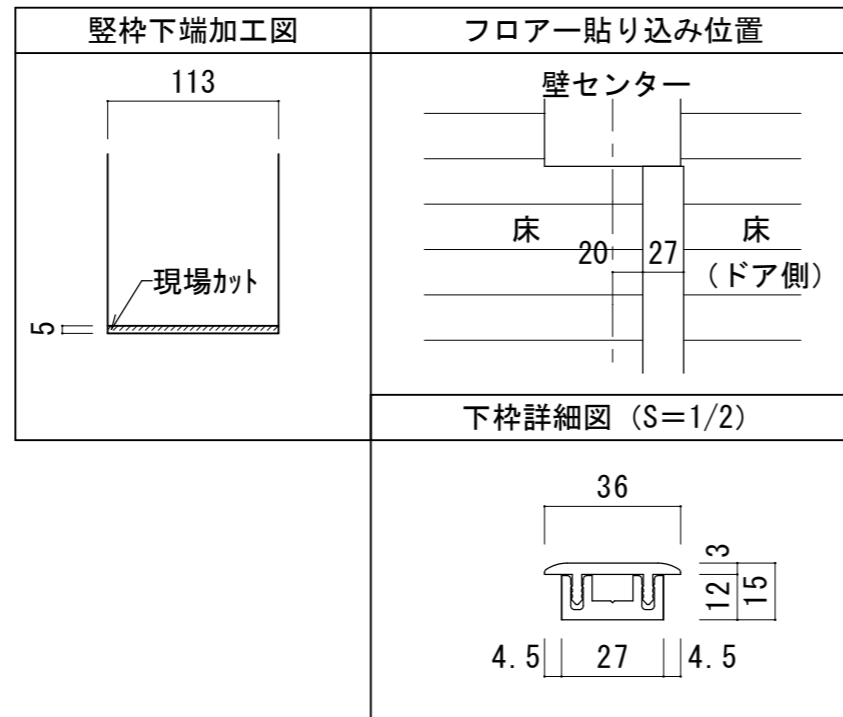 竪枠下端加工図
113
現場ｶｯﾄ
5
フロアー貼り込み位置
壁センター
床
20
27
床
（ドア側）
下枠詳細図（S＝1/2）
36
3
12
15
4.5
27
4.5